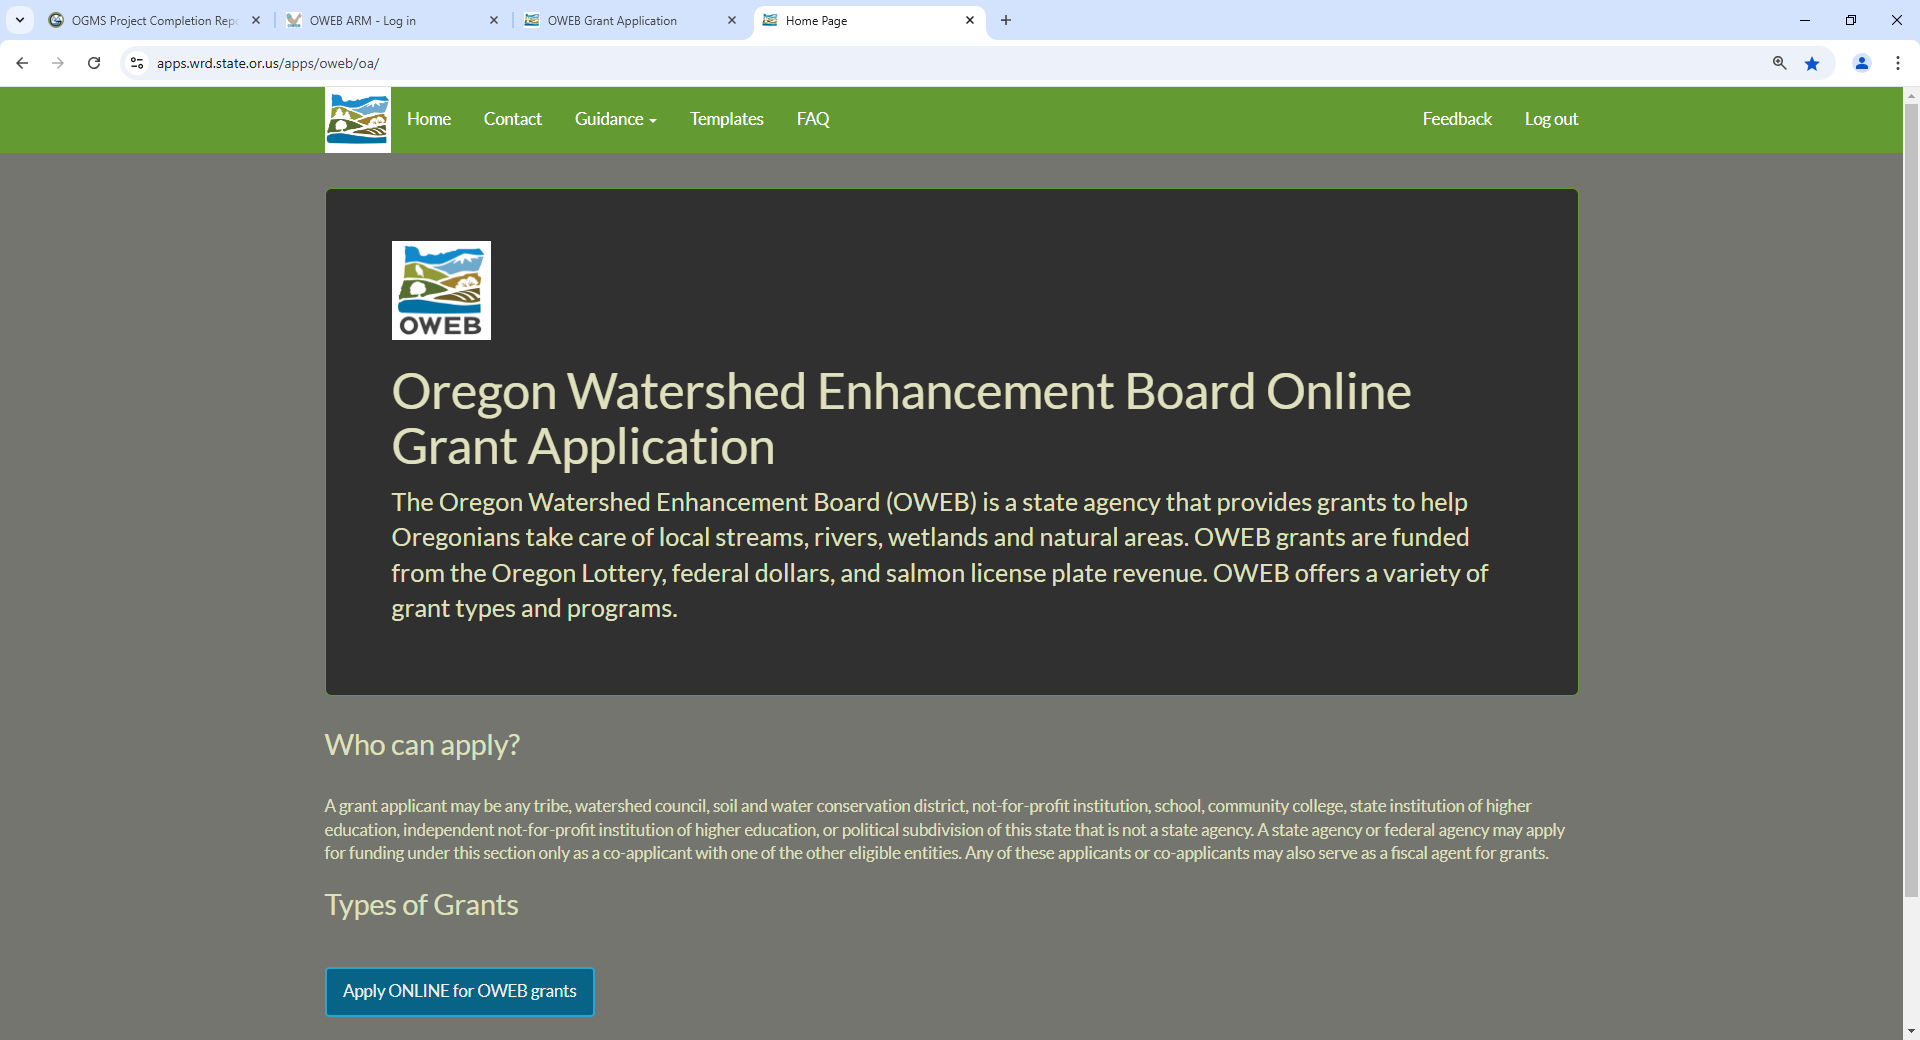 OGMS Project Completion Repo
OWEB ARM - Log in
OWEB Grant Application
Home Page
apps.wrd.state.or.us/apps/oweb/oa/
Home
Contact
Guidance
Templates
FAQ
Feedback
Log out
OWEB
Oregon Watershed Enhancement Board Online
Grant Application
The Oregon Watershed Enhancement Board (OWEB) is a state agency that provides grants to help
Oregonians take care of local streams, rivers, wetlands and natural areas. OWEB grants are funded
from the Oregon Lottery, federal dollars, and salmon license plate revenue. OWEB offers a variety of
grant types and programs.
Who can apply?
A grant applicant may be any tribe, watershed council, soil and water conservation district, not-for-profit institution, school, community college, state institution of higher
education, independent not-for-profit institution of higher education, or political subdivision of this state that is not a state agency. A state agency or federal agency may apply
for funding under this section only as a co-applicant with one of the other eligible entities. Any of these applicants or co-applicants may also serve as a fiscal agent for grants.
Types of Grants
Apply ONLINE for OWEB grants